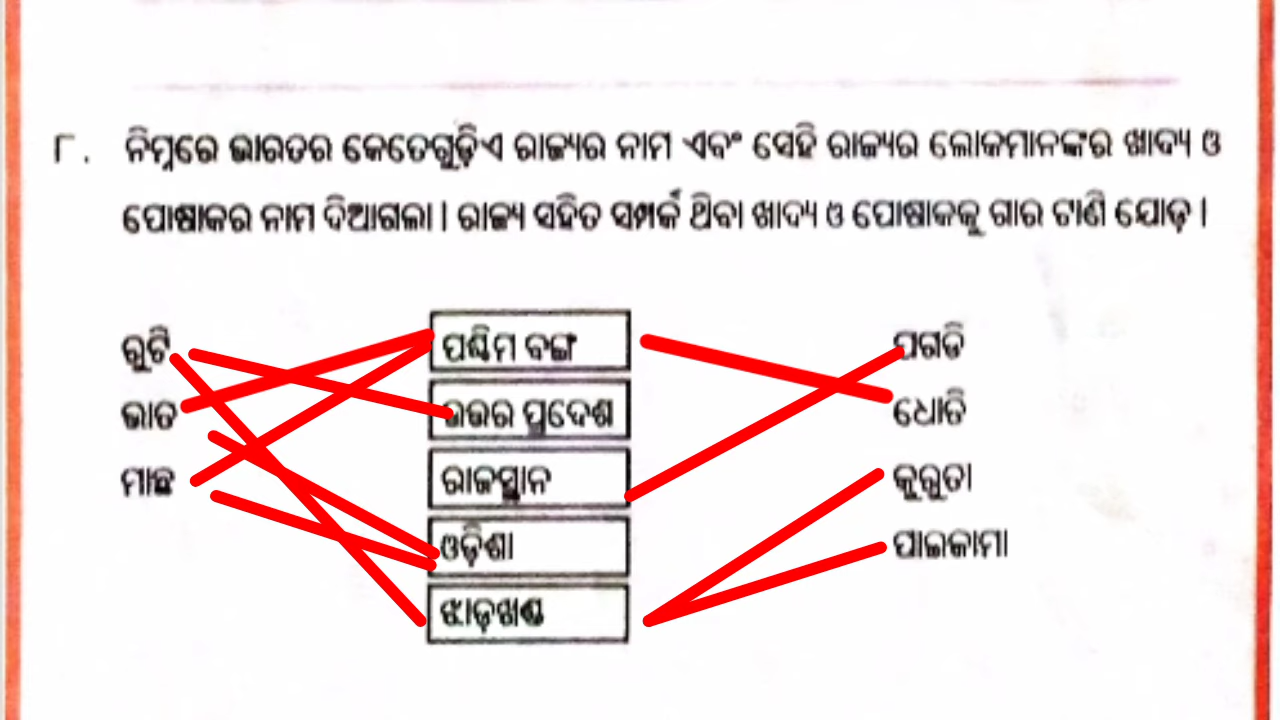 ୮. ନିମ୍ନରେ ଭାରତର କେତେଗୁଡ଼ିଏ ରାଜ୍ୟର ନାମ ଏବଂ ସେହି ରାଜ୍ୟର ଲୋକମାନଙ୍କର ଖାଦ୍ୟ ଓ
ପୋଷାକର ନାମ ଦିଆଗଲା । ରାଜ୍ୟ ସହିତ ସମ୍ପର୍କ ଥିବା ଖାଦ୍ୟ ଓ ପୋଷାକକୁ ଗାର ଟାଣି ଯୋଡ଼ ।
ରୁଟି ପଶ୍ଚିମ ବଙ୍ଗ ପଗଡି
ଭାତ ଉତ୍ତର ପ୍ରଦେଶ ଧୋତି
ମାଛ ରାଜସ୍ଥାନ କୁରୁତା
ଓଡ଼ିଶା ପାଇଜାମା
ଝାଡ଼ଖଣ୍ଡ